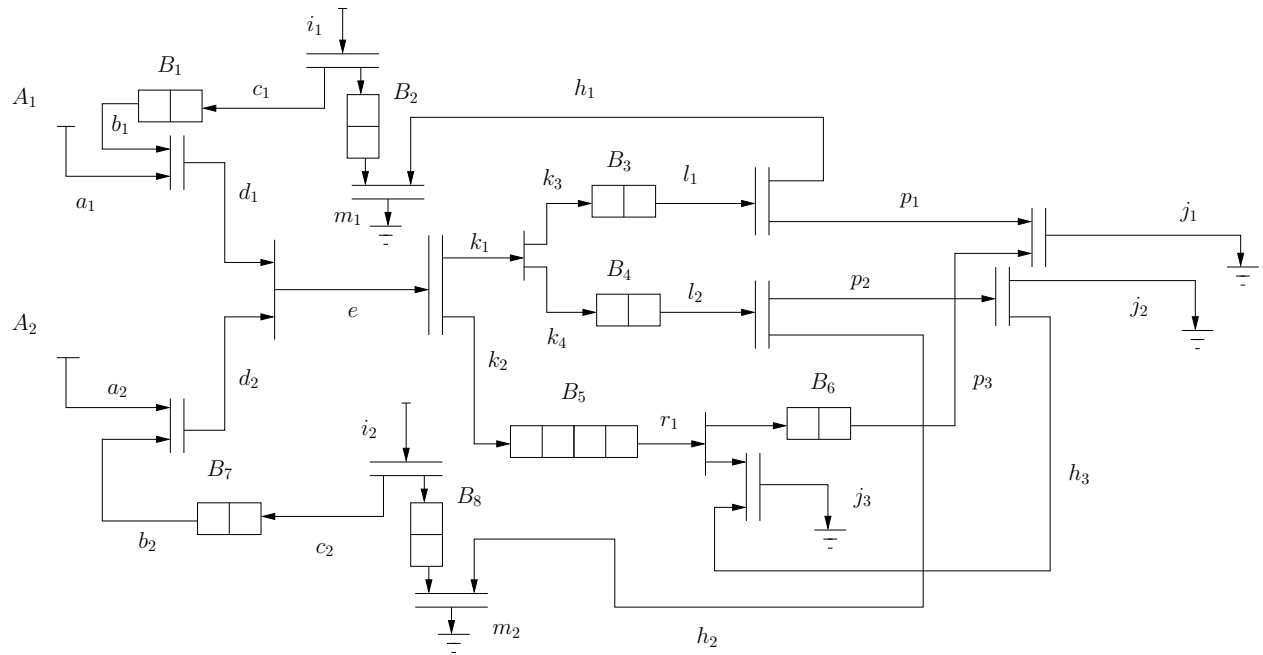 i₁
B₁
c₁
B₂
h₁
A₁
b₁
a₁
d₁
m₁
k₃
B₃
l₁
p₁
j₁
k₁
B₄
l₂
p₂
j₂
e
A₂
k₄
k₂
a₂
d₂
B₅
B₆
p₃
r₁
i₂
B₇
B₈
j₃
h₃
b₂
c₂
m₂
h₂